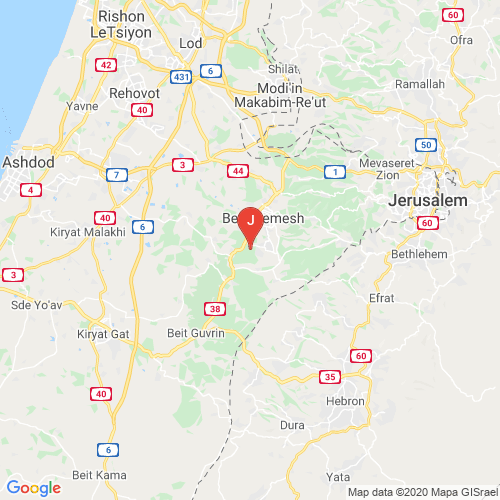 Rishon
LeTsiyon
Lod
60
Ofra
42
6
Shilat
431
Ramallah
Rehovot
Modi'in
Makabim-Re'ut
Yavne
40
50
Ashdod
3
Mevaseret
Zion
7
44
1
4
Jerusalem
40
J
60
Kiryat Malakhi
6
Bethlehem
3
Efrat
Sde Yo'av
38
Kiryat Gat
Beit Guvrin
60
35
40
Hebron
Dura
6
Beit Kama
Yata
Google
Map data ©2020 Mapa GISrael